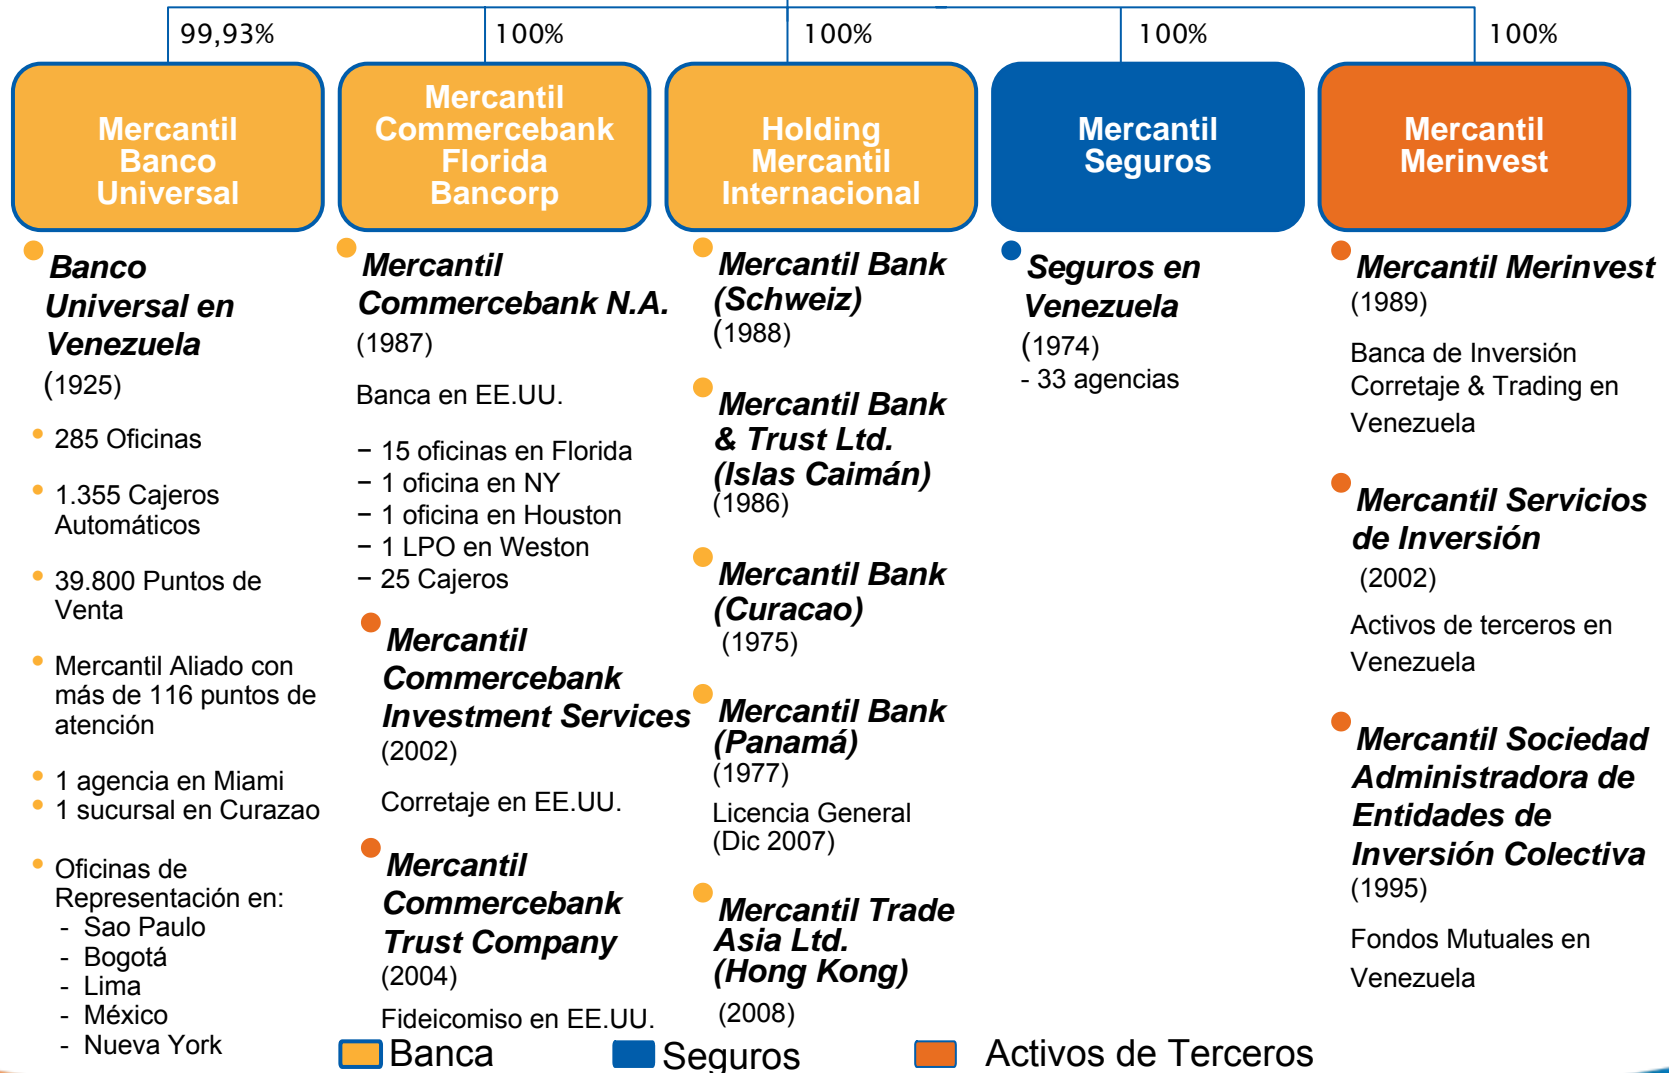 99,93%
100%
100%
100%
100%
Mercantil
Banco
Universal
Mercantil
Commercebank
Florida
Bancorp
Holding
Mercantil
Internacional
Mercantil
Seguros
Mercantil
Merinvest
Banco
Universal en
Venezuela
(1925)
285 Oficinas
1.355 Cajeros
Automáticos
39.800 Puntos de
Venta
Mercantil Aliado con
más de 116 puntos de
atención
1 agencia en Miami
1 sucursal en Curazao
Oficinas de
Representación en:
- Sao Paulo
- Bogotá
- Lima
- México
- Nueva York
Mercantil
Commercebank N.A.
(1987)
Banca en EE.UU.
− 15 oficinas en Florida
− 1 oficina en NY
− 1 oficina en Houston
− 1 LPO en Weston
− 25 Cajeros
Mercantil
Commercebank
Investment Services
(2002)
Corretaje en EE.UU.
Mercantil
Commercebank
Trust Company
(2004)
Fideicomiso en EE.UU.
Mercantil Bank
(Schweiz)
(1988)
Mercantil Bank
& Trust Ltd.
(Islas Caimán)
(1986)
Mercantil Bank
(Curacao)
(1975)
Mercantil Bank
(Panamá)
(1977)
Licencia General
(Dic 2007)
Mercantil Trade
Asia Ltd.
(Hong Kong)
(2008)
Seguros en
Venezuela
(1974)
- 33 agencias
Mercantil Merinvest
(1989)
Banca de Inversión
Corretaje & Trading en
Venezuela
Mercantil Servicios
de Inversión
(2002)
Activos de terceros en
Venezuela
Mercantil Sociedad
Administradora de
Entidades de
Inversión Colectiva
(1995)
Fondos Mutuales en
Venezuela
Banca
Seguros
Activos de Terceros